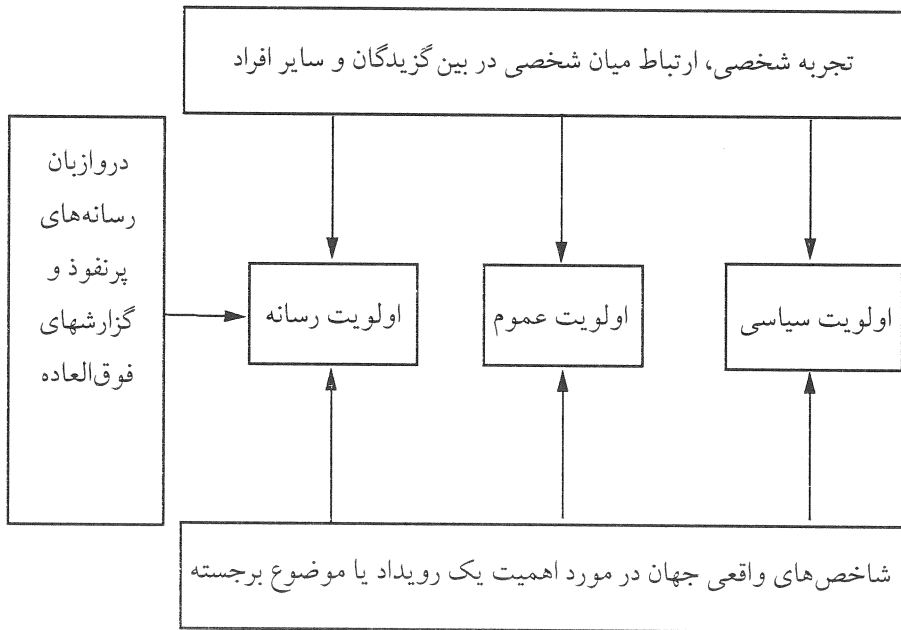 تجربه شخصی، ارتباط میان شخصی در بین گزیدگان و سایر افراد
دروازبان
رسانه‌های
پرنفوذ و
گزارشهای
فوق‌العاده
اولویت سیاسی
اولویت عموم
اولویت رسانه
شاخص‌های واقعی جهان در مورد اهمیت یک رویداد یا موضوع برجسته